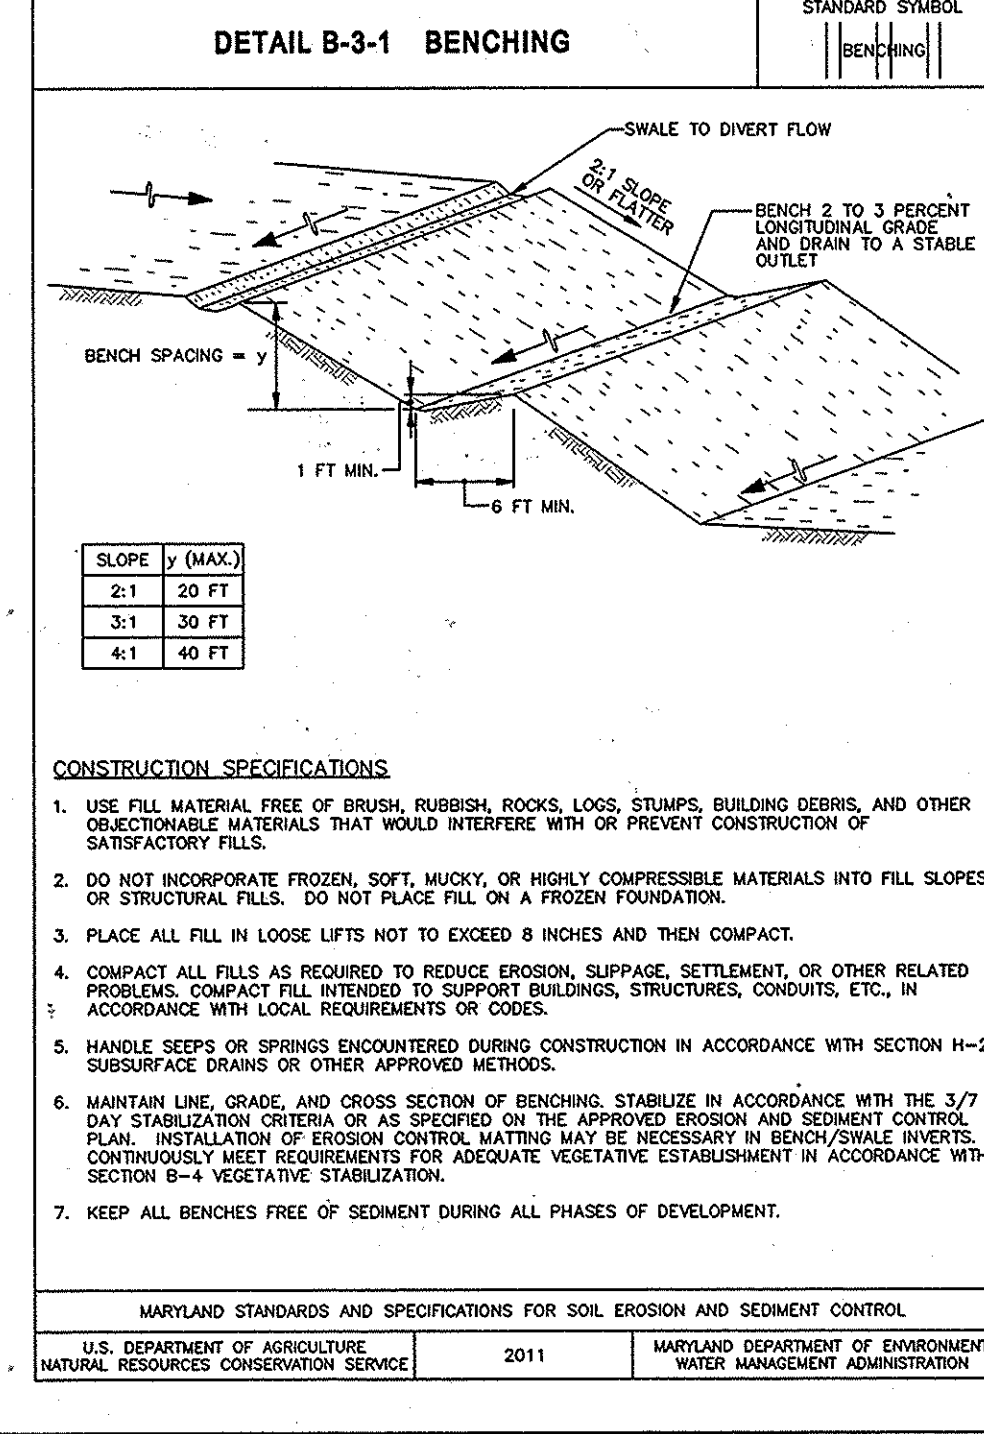 STANDARD SYMBOL
DETAIL B-3-1 BENCHING
BENCHING
SWALE TO DIVERT FLOW
2:1 SLOPE
OR FLATTER
BENCH 2 TO 3 PERCENT
LONGITUDINAL GRADE
AND DRAIN TO A STABLE
OUTLET
BENCH SPACING = y
1 FT MIN.
6 FT MIN.
SLOPE y (MAX.)
2:1 20 FT
3:1 30 FT
4:1 40 FT
CONSTRUCTION SPECIFICATIONS
1. USE FILL MATERIAL FREE OF BRUSH, RUBBISH, ROCKS, LOGS, STUMPS, BUILDING DEBRIS, AND OTHER
OBJECTIONABLE MATERIALS THAT WOULD INTERFERE WITH OR PREVENT CONSTRUCTION OF
SATISFACTORY FILLS.
2. DO NOT INCORPORATE FROZEN, SOFT, MUCKY, OR HIGHLY COMPRESSIBLE MATERIALS INTO FILL SLOPES
OR STRUCTURAL FILLS. DO NOT PLACE FILL ON A FROZEN FOUNDATION.
3. PLACE ALL FILL IN LOOSE LIFTS NOT TO EXCEED 8 INCHES AND THEN COMPACT.
4. COMPACT ALL FILLS AS REQUIRED TO REDUCE EROSION, SLIPPAGE, SETTLEMENT, OR OTHER RELATED
PROBLEMS. COMPACT FILL INTENDED TO SUPPORT BUILDINGS, STRUCTURES, CONDUITS, ETC., IN
ACCORDANCE WITH LOCAL REQUIREMENTS OR CODES.
5. HANDLE SEEPS OR SPRINGS ENCOUNTERED DURING CONSTRUCTION IN ACCORDANCE WITH SECTION H-2
SUBSURFACE DRAINS OR OTHER APPROVED METHODS.
6. MAINTAIN LINE, GRADE, AND CROSS SECTION OF BENCHING. STABILIZE IN ACCORDANCE WITH THE 3/7
DAY STABILIZATION CRITERIA OR AS SPECIFIED ON THE APPROVED EROSION AND SEDIMENT CONTROL
PLAN. INSTALLATION OF EROSION CONTROL MATTING MAY BE NECESSARY IN BENCH/SWALE INVERTS.
CONTINUOUSLY MEET REQUIREMENTS FOR ADEQUATE VEGETATIVE ESTABLISHMENT IN ACCORDANCE WITH
SECTION B-4 VEGETATIVE STABILIZATION.
7. KEEP ALL BENCHES FREE OF SEDIMENT DURING ALL PHASES OF DEVELOPMENT.
MARYLAND STANDARDS AND SPECIFICATIONS FOR SOIL EROSION AND SEDIMENT CONTROL
U.S. DEPARTMENT OF AGRICULTURE
NATURAL RESOURCES CONSERVATION SERVICE
2011
MARYLAND DEPARTMENT OF ENVIRONMENT
WATER MANAGEMENT ADMINISTRATION